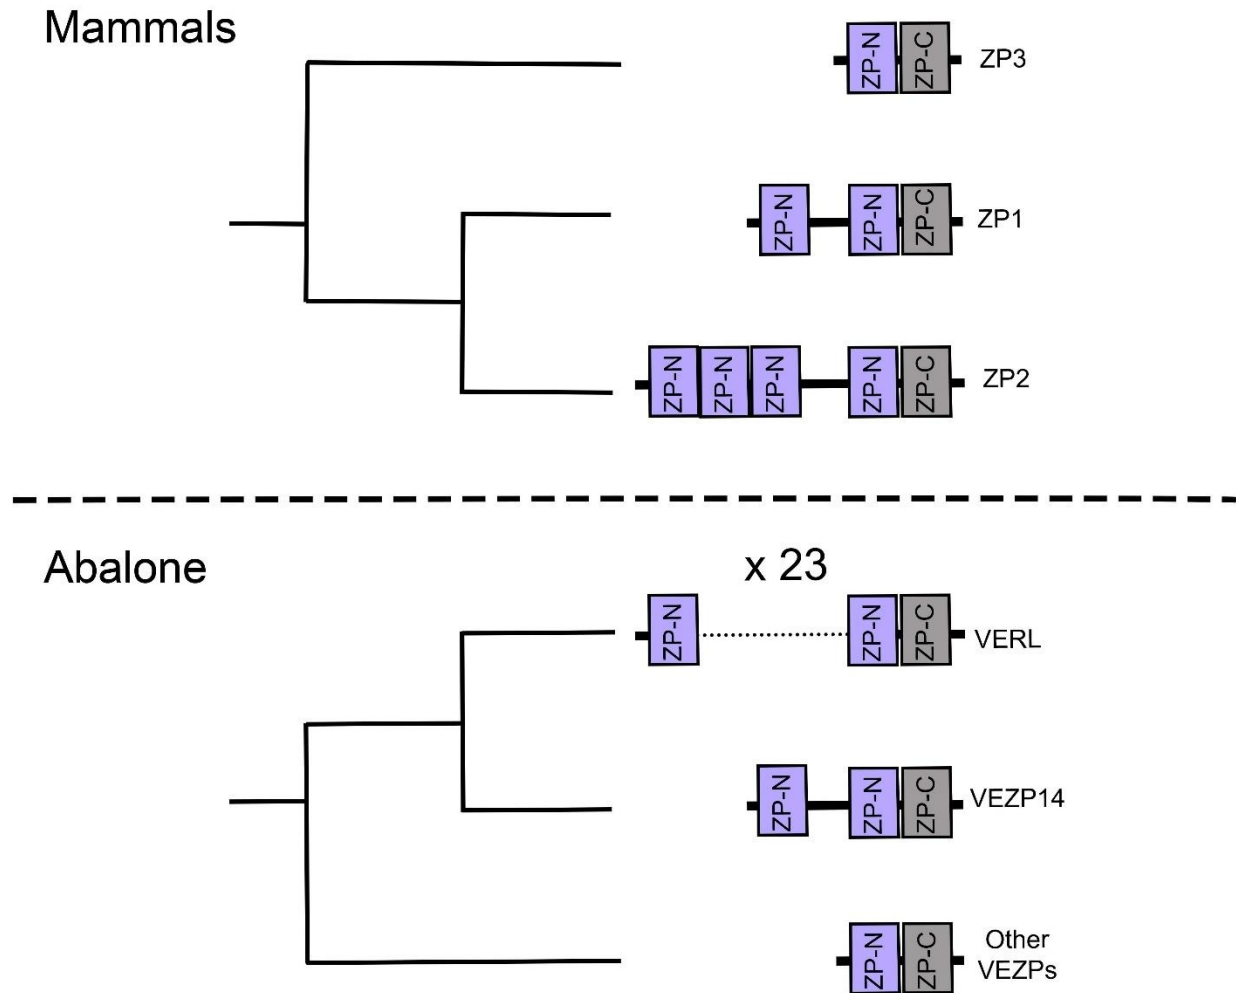 Mammals
ZP-N ZP-C ZP3
ZP-N ZP-N ZP-C ZP1
ZP-N ZP-N ZP-N ZP-N ZP-C ZP2
Abalone
x 23
ZP-N ZP-N ZP-C VERL
ZP-N ZP-N ZP-C VEZP14
ZP-N ZP-C Other
VEZPs